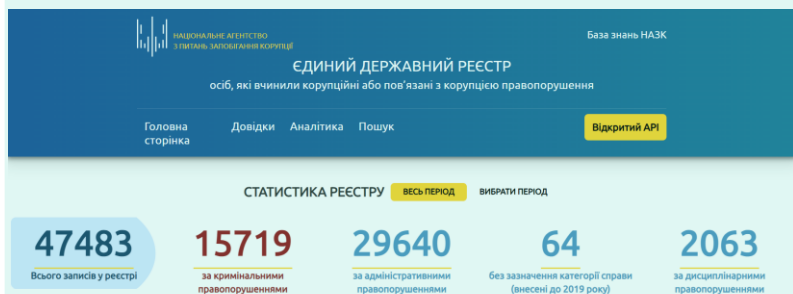 НАЦІОНАЛЬНЕ АГЕНТСТВО
З ПИТАНЬ ЗАПОБІГАННЯ КОРУПЦІЇ
База знань НАЗК
ЄДИНИЙ ДЕРЖАВНИЙ РЕЄСТР
осіб, які вчинили корупційні або пов'язані з корупцією правопорушення
Головна сторінка
Довідки
Аналітика
Пошук
Відкритий АРІ
СТАТИСТИКА РЕЄСТРУ
ВЕСЬ ПЕРІОД
ВИБРАТИ ПЕРІОД
47483
Всього записів у реєстрі
15719
за кримінальними
правопорушеннями
29640
за адміністративними
правопорушеннями
64
без зазначення категорії справи
(внесені до 2019 року)
2063
за дисциплінарними
правопорушеннями